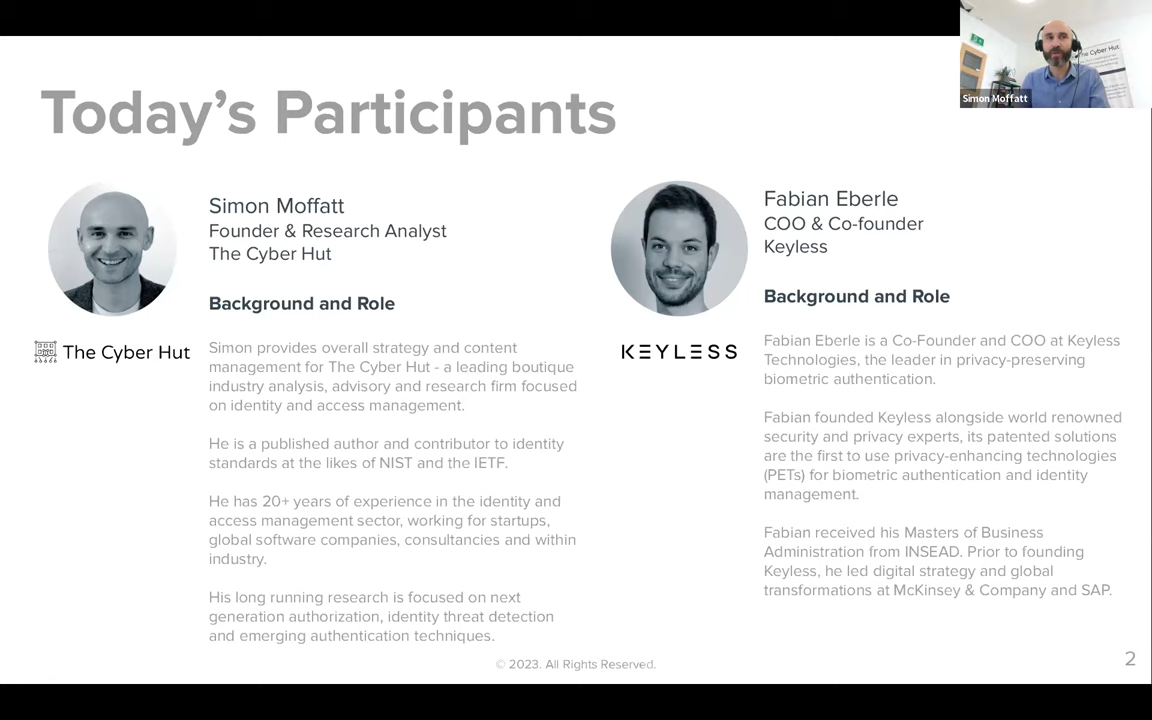 Today's Participants
The Cyber Hut
Simon Moffatt
Simon Moffatt
Founder & Research Analyst
The Cyber Hut
Background and Role
The Cyber Hut
Simon provides overall strategy and content
management for The Cyber Hut - a leading boutique
industry analysis, advisory and research firm focused
on identity and access management.
He is a published author and contributor to identity
standards at the likes of NIST and the IETF.
He has 20+ years of experience in the identity and
access management sector, working for startups,
global software companies, consultancies and within
industry.
His long running research is focused on next
generation authorization, identity threat detection
and emerging authentication techniques.
Fabian Eberle
COO & Co-founder
Keyless
Background and Role
KEYLESS
Fabian Eberle is a Co-Founder and COO at Keyless
Technologies, the leader in privacy-preserving
biometric authentication.
Fabian founded Keyless alongside world renowned
security and privacy experts, its patented solutions
are the first to use privacy-enhancing technologies
(PETs) for biometric authentication and identity
management.
Fabian received his Masters of Business
Administration from INSEAD. Prior to founding
Keyless, he led digital strategy and global
transformations at McKinsey & Company and SAP.
© 2023. All Rights Reserved.
2